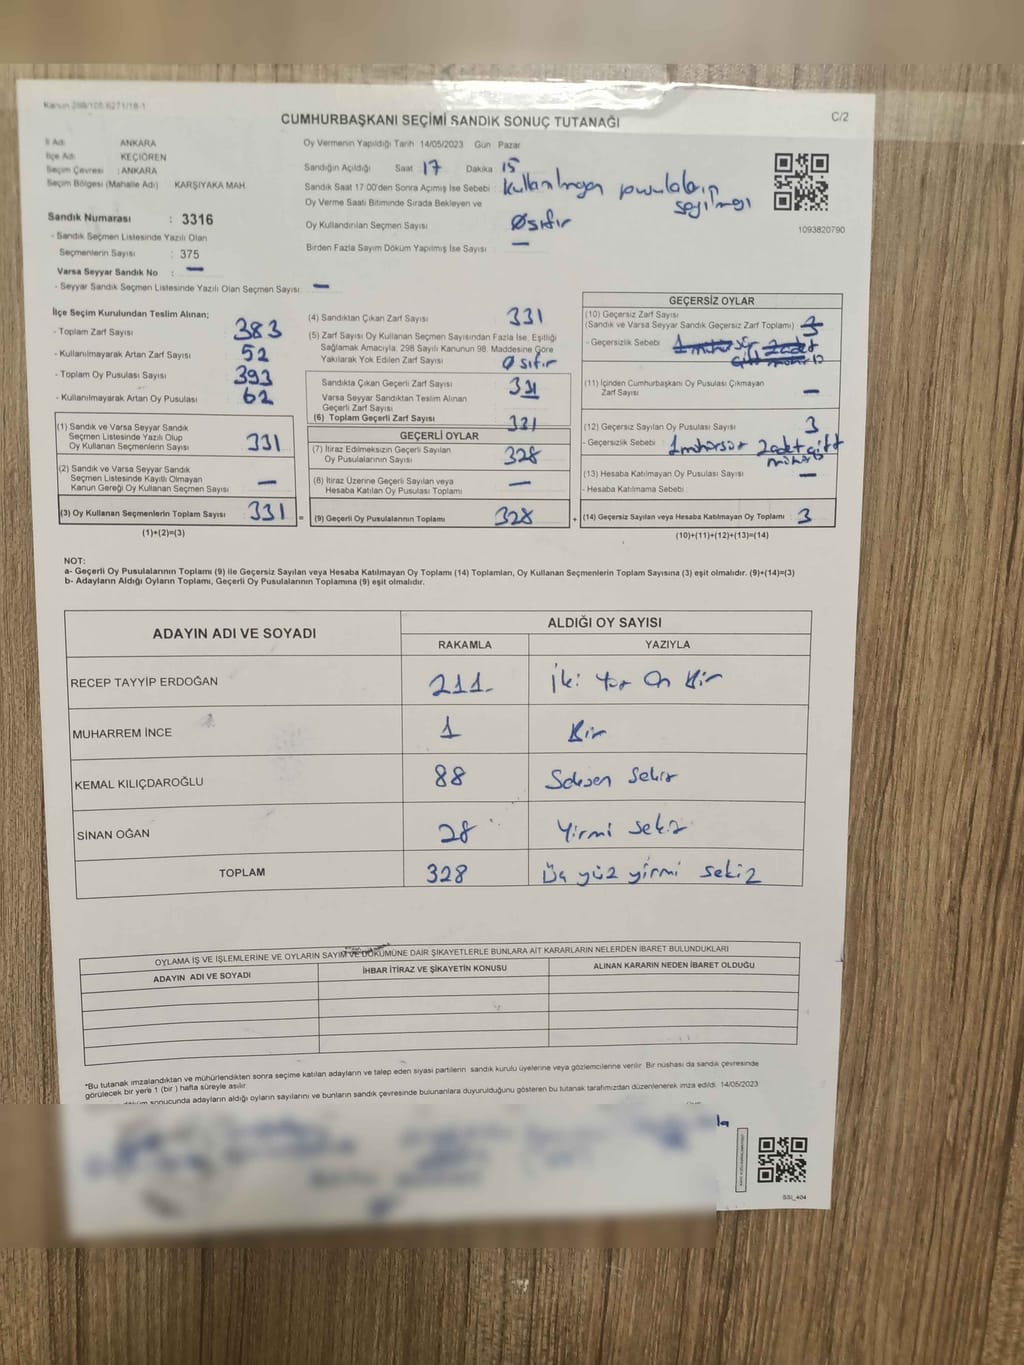 Kanun 298/105 6271/18-1
C/2
CUMHURBAŞKANI SEÇİMİ SANDIK SONUÇ TUTANAĞI
İl Adı ANKARA
İlçe Adı KEÇİÖREN
Seçim Çevresi : ANKARA
Seçim Bölgesi (Mahalle Adı) KARŞIYAKA MAH.
Sandık Numarası : 3316
- Sandık Seçmen Listesinde Yazılı Olan
Seçmenlerin Sayısı : 375
Varsa Seyyar Sandık No : —
- Seyyar Sandık Seçmen Listesinde Yazılı Olan Seçmen Sayısı: —
Oy Vermenin Yapıldığı Tarih 14/05/2023 Gün Pazar
Sandığın Açıldığı Saat 17 Dakika 15
Sandık Saat 17.00'den Sonra Açımış İse Sebebi Kullanılmayan pusulaların
sayılması
Oy Verme Saati Bitiminde Sırada Bekleyen ve
Oy Kullandırılan Seçmen Sayısı Ø sıfır
Birden Fazla Sayım Döküm Yapılmış İse Sayısı —
1093820790
İlçe Seçim Kurulundan Teslim Alınan;
- Toplam Zarf Sayısı 383
- Kullanılmayarak Artan Zarf Sayısı 52
- Toplam Oy Pusulası Sayısı 393
- Kullanılmayarak Artan Oy Pusulası 62
(1) Sandık ve Varsa Seyyar Sandık
Seçmen Listesinde Yazılı Olup
Oy Kullanan Seçmenlerin Sayısı 331
(2) Sandık ve Varsa Seyyar Sandık
Seçmen Listesinde Kayıtlı Olmayan
Kanun Gereği Oy Kullanan Seçmen Sayısı —
(3) Oy Kullanan Seçmenlerin Toplam Sayısı 331 =
(1)+(2)=(3)
(4) Sandıktan Çıkan Zarf Sayısı 331
(5) Zarf Sayısı Oy Kullanan Seçmen Sayısından Fazla İse, Eşitliği
Sağlamak Amacıyla; 298 Sayılı Kanunun 98. Maddesine Göre
Yakılarak Yok Edilen Zarf Sayısı Ø sıfır
Sandıkta Çıkan Geçerli Zarf Sayısı 331
Varsa Seyyar Sandıktan Teslim Alınan
Geçerli Zarf Sayısı —
(6) Toplam Geçerli Zarf Sayısı 331
GEÇERLİ OYLAR
(7) İtiraz Edilmeksizin Geçerli Sayılan
Oy Pusulalarının Sayısı 328
(8) İtiraz Üzerine Geçerli Sayılan veya
Hesaba Katılan Oy Pusulası Toplamı —
(9) Geçerli Oy Pusulalarının Toplamı 328 +
GEÇERSİZ OYLAR
(10) Geçersiz Zarf Sayısı
(Sandık ve Varsa Seyyar Sandık Geçersiz Zarf Toplamı) 3
- Geçersizlik Sebebi
(11) İçinden Cumhurbaşkanı Oy Pusulası Çıkmayan
Zarf Sayısı —
(12) Geçersiz Sayılan Oy Pusulası Sayısı 3
- Geçersizlik Sebebi 1 mühürsüz 2 adet çift
mühür
(13) Hesaba Katılmayan Oy Pusulası Sayısı —
- Hesaba Katılmama Sebebi
(14) Geçersiz Sayılan veya Hesaba Katılmayan Oy Toplamı : 3
(10)+(11)+(12)+(13)=(14)
NOT:
a- Geçerli Oy Pusulalarının Toplamı (9) ile Geçersiz Sayılan veya Hesaba Katılmayan Oy Toplamı (14) Toplamları, Oy Kullanan Seçmenlerin Toplam Sayısına (3) eşit olmalıdır. (9)+(14)=(3)
b- Adayların Aldığı Oyların Toplamı, Geçerli Oy Pusulalarının Toplamına (9) eşit olmalıdır.
ADAYIN ADI VE SOYADI ALDIĞI OY SAYISI
RAKAMLA YAZIYLA
RECEP TAYYİP ERDOĞAN 211 İki Yüz On Bir
MUHARREM İNCE 1 Bir
KEMAL KILIÇDAROĞLU 88 Seksen Sekiz
SİNAN OĞAN 28 Yirmi sekiz
TOPLAM 328 Üç yüz yirmi sekiz
OYLAMA İŞ VE İŞLEMLERİNE VE OYLARIN SAYIM VE DÖKÜMÜNE DAİR ŞİKAYETLERLE BUNLARA AİT KARARLARIN NELERDEN İBARET BULUNDUKLARI
ADAYIN ADI VE SOYADI İHBAR İTİRAZ VE ŞİKAYETİN KONUSU ALINAN KARARIN NEDEN İBARET OLDUĞU
*Bu tutanak imzalandıktan ve mühürlendikten sonra seçime katılan adayların ve talep eden siyasi partilerin sandık kurulu üyelerine veya gözlemcilerine verilir. Bir nüshası da sandık çevresinde
görülecek bir yere 1 (bir ) hafta süreyle asılır.
sonucunda adayların aldığı oyların sayılarını ve bunların sandık çevresinde bulunanlara duyurulduğunu gösteren bu tutanak tarafımızdan düzenlenerek imza edildi. 14/05/2023
SSİ_404